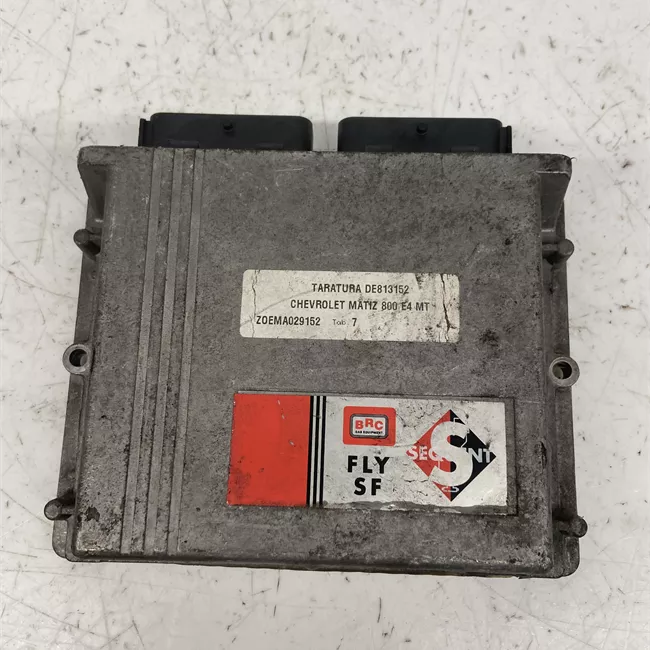 TARATURA DE813152
CHEVROLET MATIZ 800 E4 MT
ZOEMA029152 Tab. 7
BRC
GAS EQUIPMENT
FLY
SF
SEQUENT
S